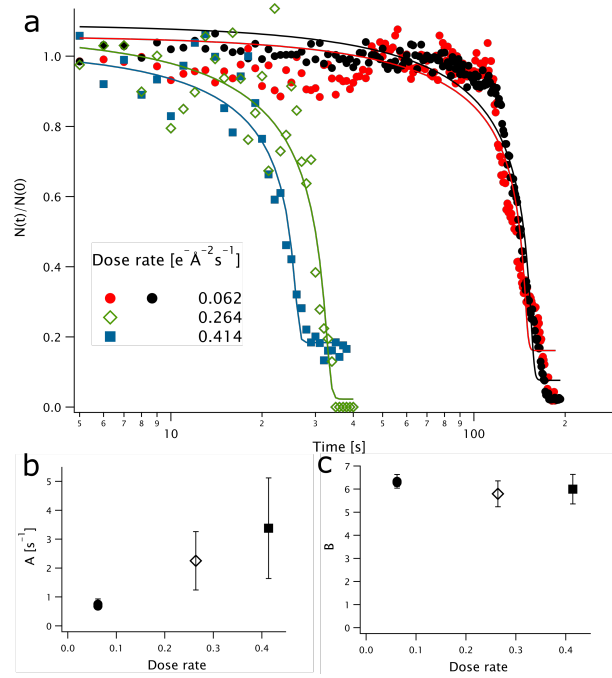 a
1.0
0.8
0.6
0.4
0.2
0.0
N(t)/N(0)
Dose rate [e⁻Å⁻²s⁻¹]
0.062
0.264
0.414
5 6 7 8 9 10 2 3 4 5 6 7 8 9 100 2
Time [s]
b
5
4
3
2
1
0
A [s⁻¹]
0.0 0.1 0.2 0.3 0.4
Dose rate
c
7
6
5
4
3
2
1
0
B
0.0 0.1 0.2 0.3 0.4
Dose rate